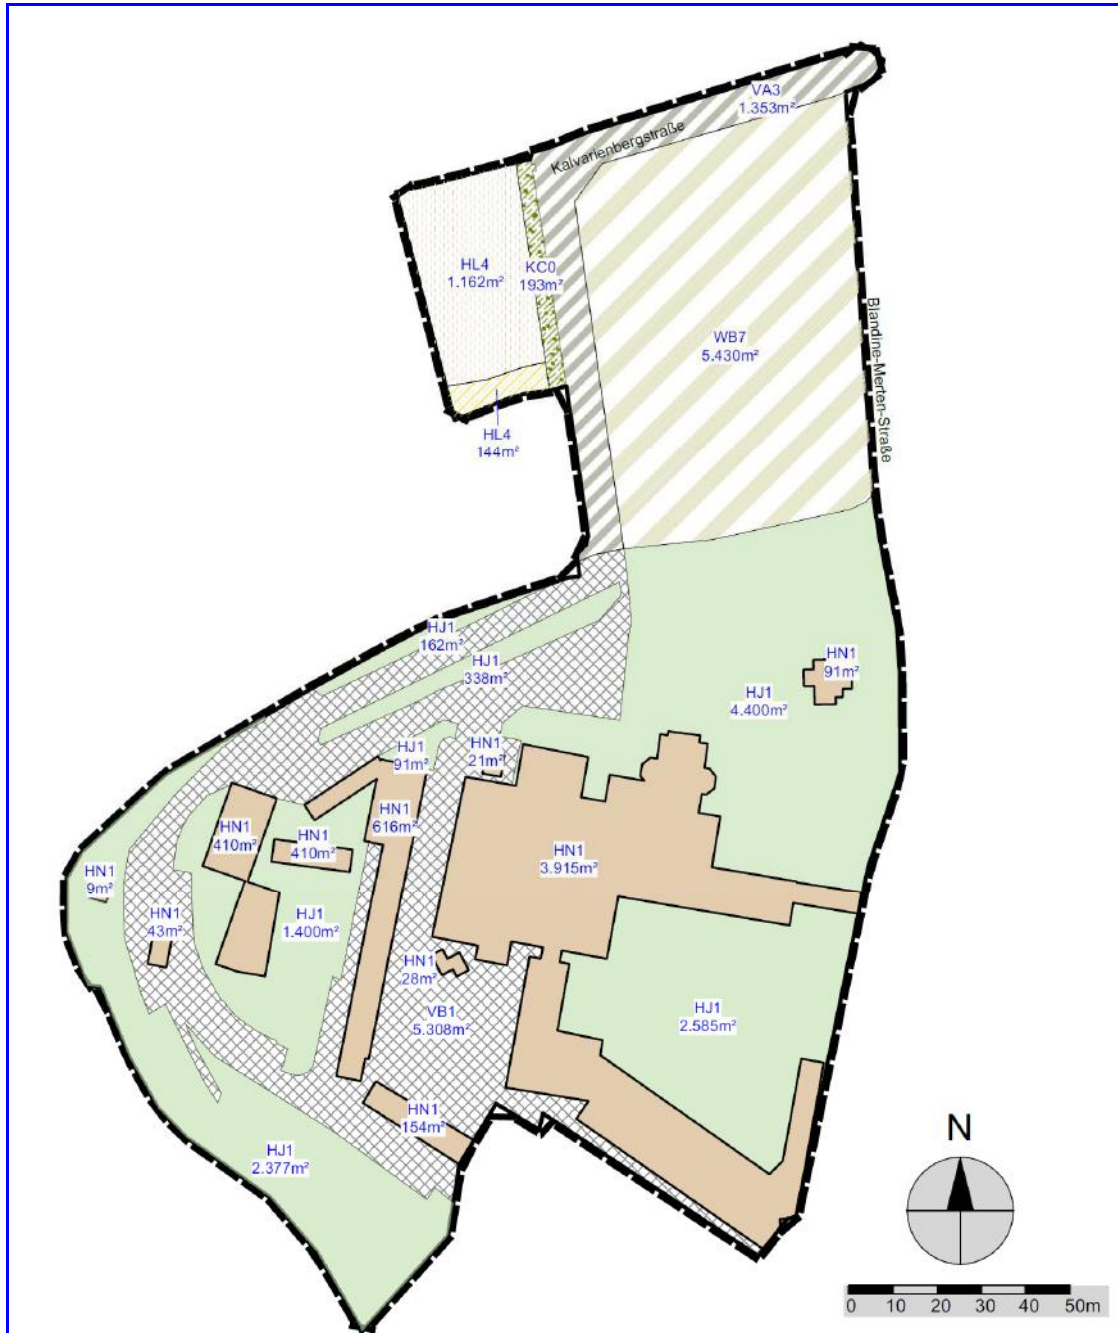 VA3
1.353m²
Kalvarienbergstraße
HL4
1.162m²
KC0
193m²
WB7
5.430m²
Blandine-Merten-Straße
HL4
144m²
HJ1
162m²
HJ1
338m²
HN1
91m²
HJ1
4.400m²
HJ1
91m²
HN1
21m²
HN1
616m²
HN1
410m²
HN1
410m²
HN1
3.915m²
HN1
9m²
HN1
43m²
HJ1
1.400m²
HN1
28m²
VB1
5.308m²
HJ1
2.585m²
HN1
154m²
HJ1
2.377m²
N
0 10 20 30 40 50m